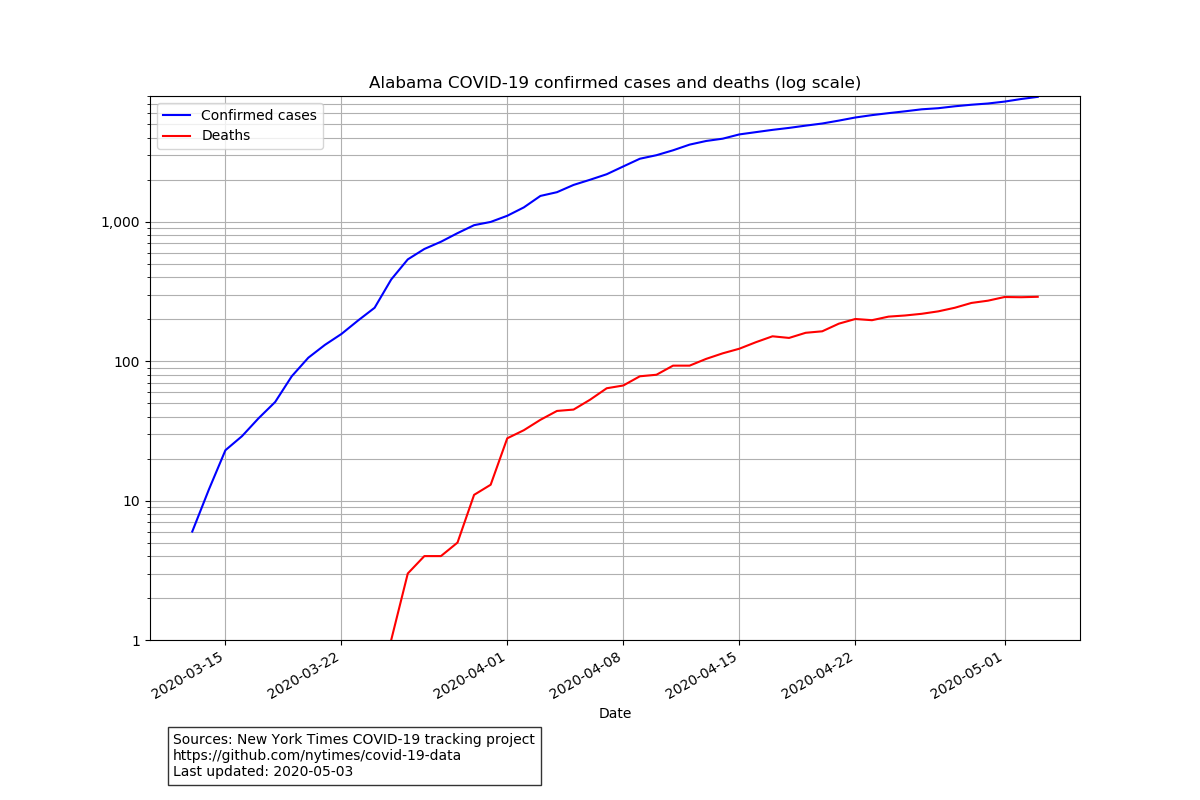 Alabama COVID-19 confirmed cases and deaths (log scale)
Confirmed cases
Deaths
1,000
100
10
1
2020-03-15
2020-03-22
2020-04-01
2020-04-08
2020-04-15
2020-04-22
2020-05-01
Date
Sources: New York Times COVID-19 tracking project
https://github.com/nytimes/covid-19-data
Last updated: 2020-05-03